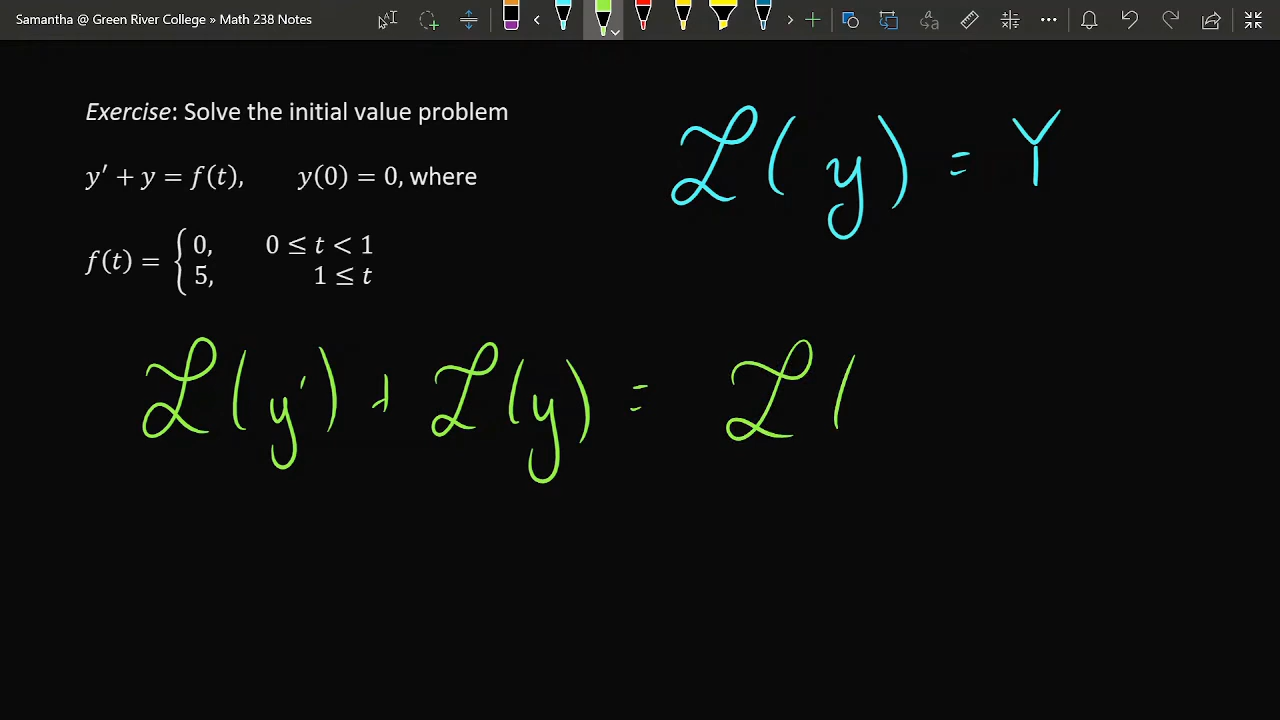 Samantha @ Green River College » Math 238 Notes
Exercise: Solve the initial value problem
y′ + y = f(t), y(0) = 0, where
f(t) = { 0, 0 ≤ t < 1
5, 1 ≤ t
ℒ(y) = Y
ℒ(y') + ℒ(y) = ℒ(